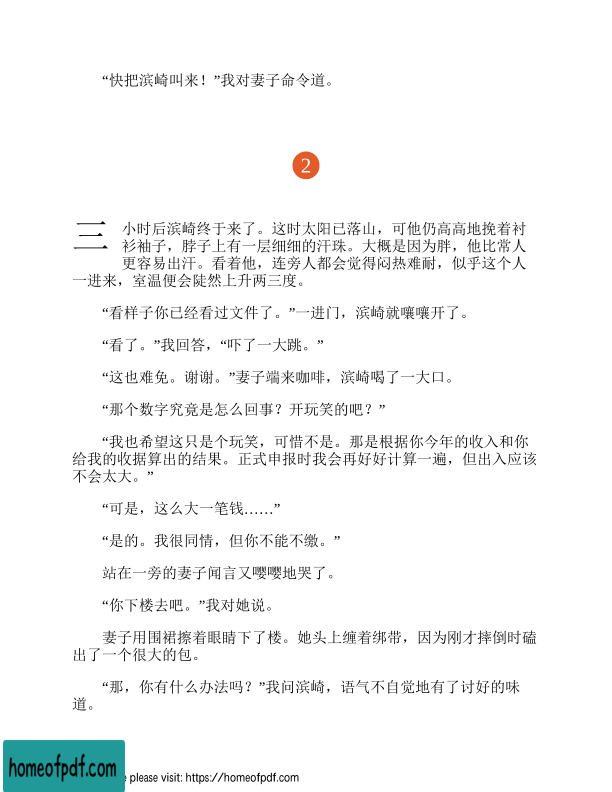 “快把滨崎叫来！”我对妻子命令道。
2
三
小时后滨崎终于来了。这时太阳已落山，可他仍高高地挽着衬
衫袖子，脖子上有一层细细的汗珠。大概是因为胖，他比常人
更容易出汗。看着他，连旁人都会觉得闷热难耐，似乎这个人
一进来，室温便会陡然上升两三度。
“看样子你已经看过文件了。”一进门，滨崎就嚷嚷开了。
“看了。”我回答，“吓了一大跳。”
“这也难免。谢谢。”妻子端来咖啡，滨崎喝了一大口。
“那个数字究竟是怎么回事？开玩笑的吧？”
“我也希望这只是个玩笑，可惜不是。那是根据你今年的收入和你
给我的收据算出的结果。正式申报时我会再好好计算一遍，但出入应该
不会太大。”
“可是，这么大一笔钱……”
“是的。我很同情，但你不能不缴。”
站在一旁的妻子闻言又嘤嘤地哭了。
“你下楼去吧。”我对她说。
妻子用围裙擦着眼睛下了楼。她头上缠着绑带，因为刚才摔倒时磕
出了一个很大的包。
“那，你有什么办法吗？”我问滨崎，语气不自觉地有了讨好的味
道。
homeofpdf.com
e please visit: https://homeofpdf.com